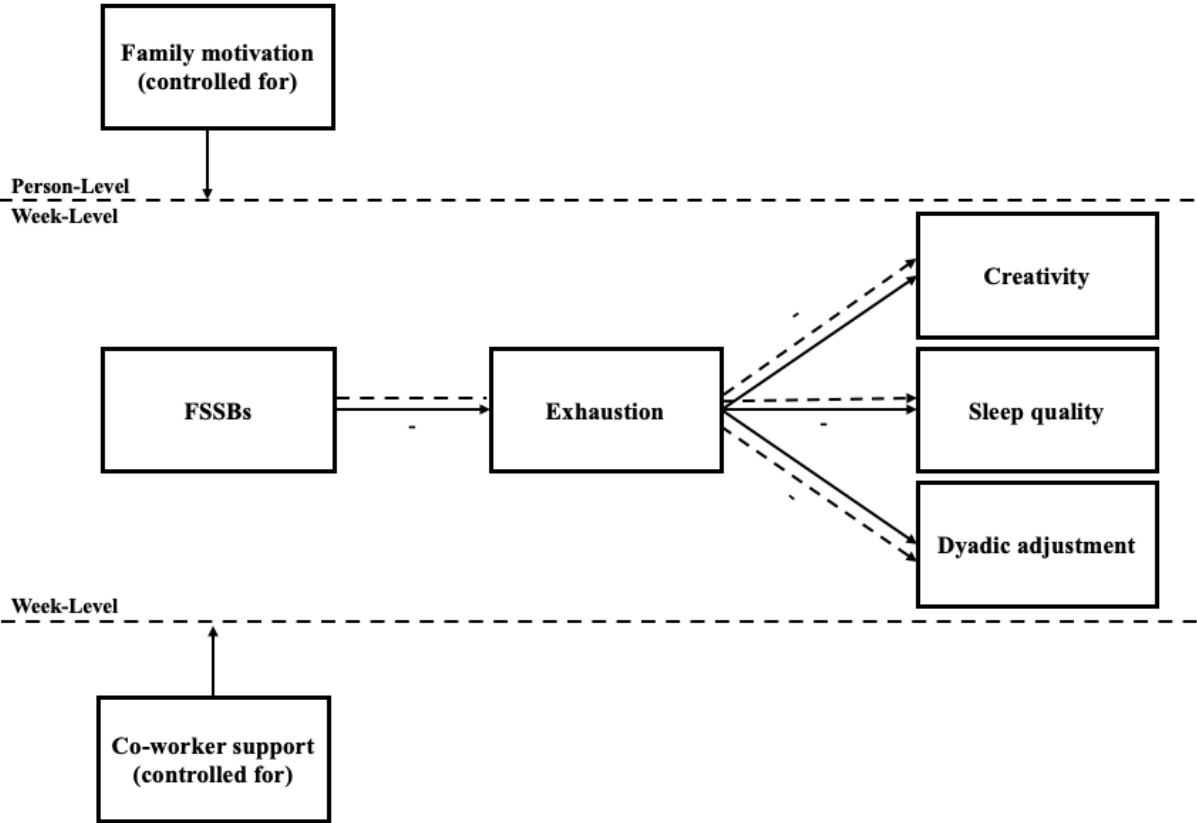 Family motivation
(controlled for)
Person-Level
Week-Level
Creativity
-
FSSBs
Exhaustion
Sleep quality
-
-
-
Dyadic adjustment
Week-Level
Co-worker support
(controlled for)